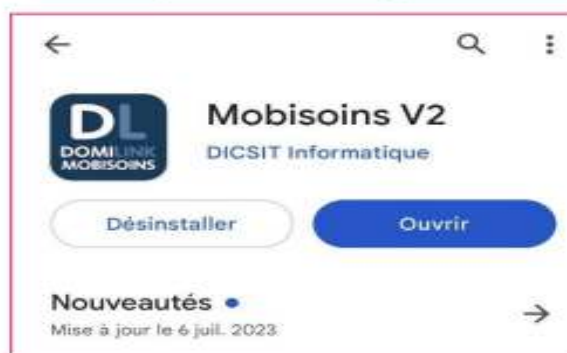 Mobisoins V2
DL
DOMILINK
MOBISOINS
DICSIT Informatique
Désinstaller
Ouvrir
Nouveautés
Mise à jour le 6 juil. 2023